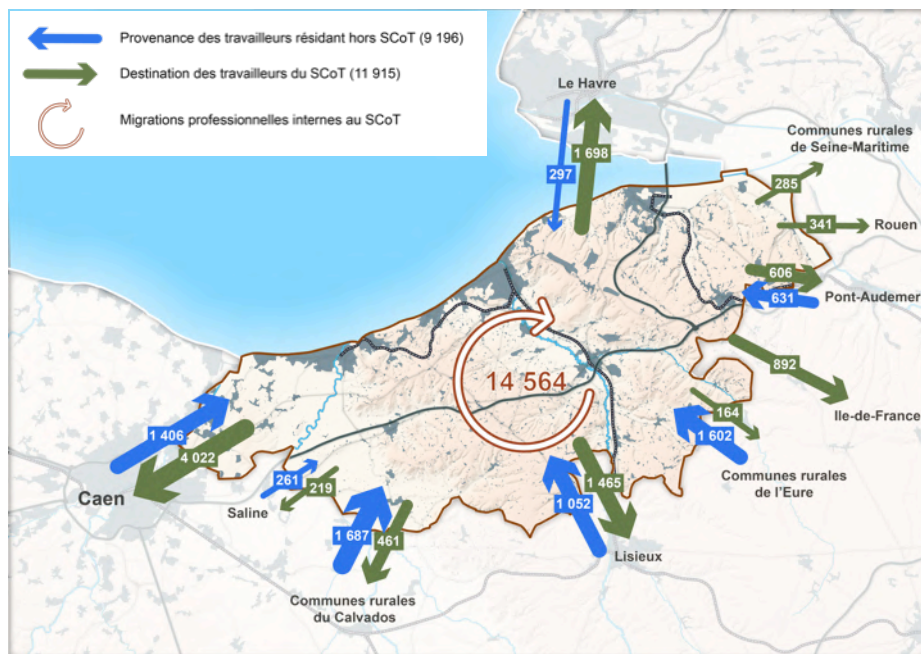 Provenance des travailleurs résidant hors SCoT (9 196)
Destination des travailleurs du SCoT (11 915)
Migrations professionnelles internes au SCoT
Le Havre
Communes rurales
de Seine-Maritime
1 698
297
285
341
Rouen
606
Pont-Audemer
631
892
14 564
164
Ile-de-France
1 406
1 602
4 022
Communes rurales
de l'Eure
1 465
261
219
Caen
Saline
1 052
1 687
461
Lisieux
Communes rurales
du Calvados